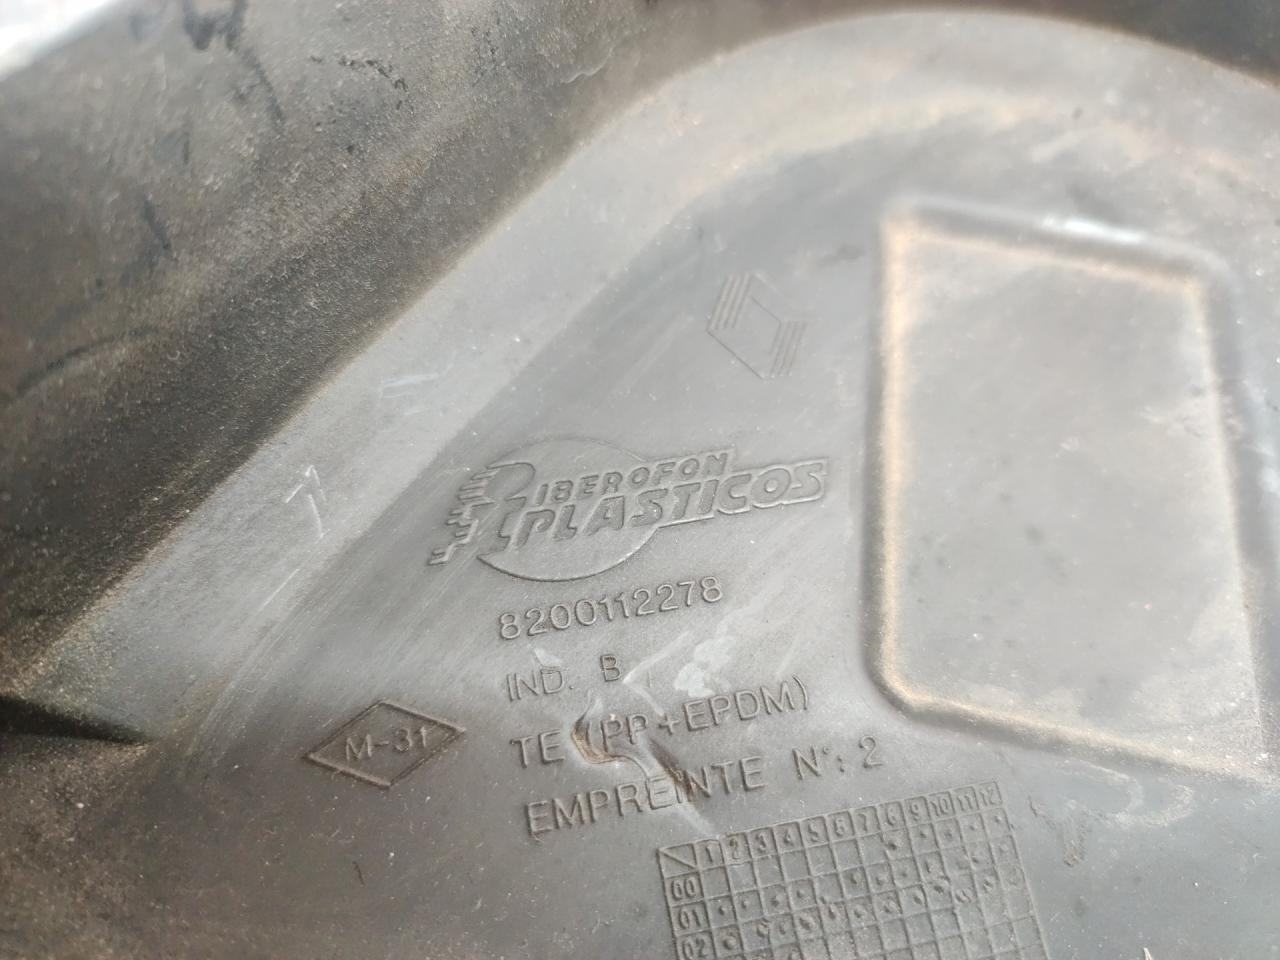 IBEROFON
PLASTICOS
8200112278
IND. B
TE (PP+EPDM)
M-31
EMPREINTE N°: 2
1 2 3 4 5 6 7 8 9 10 11 12
00
01
02